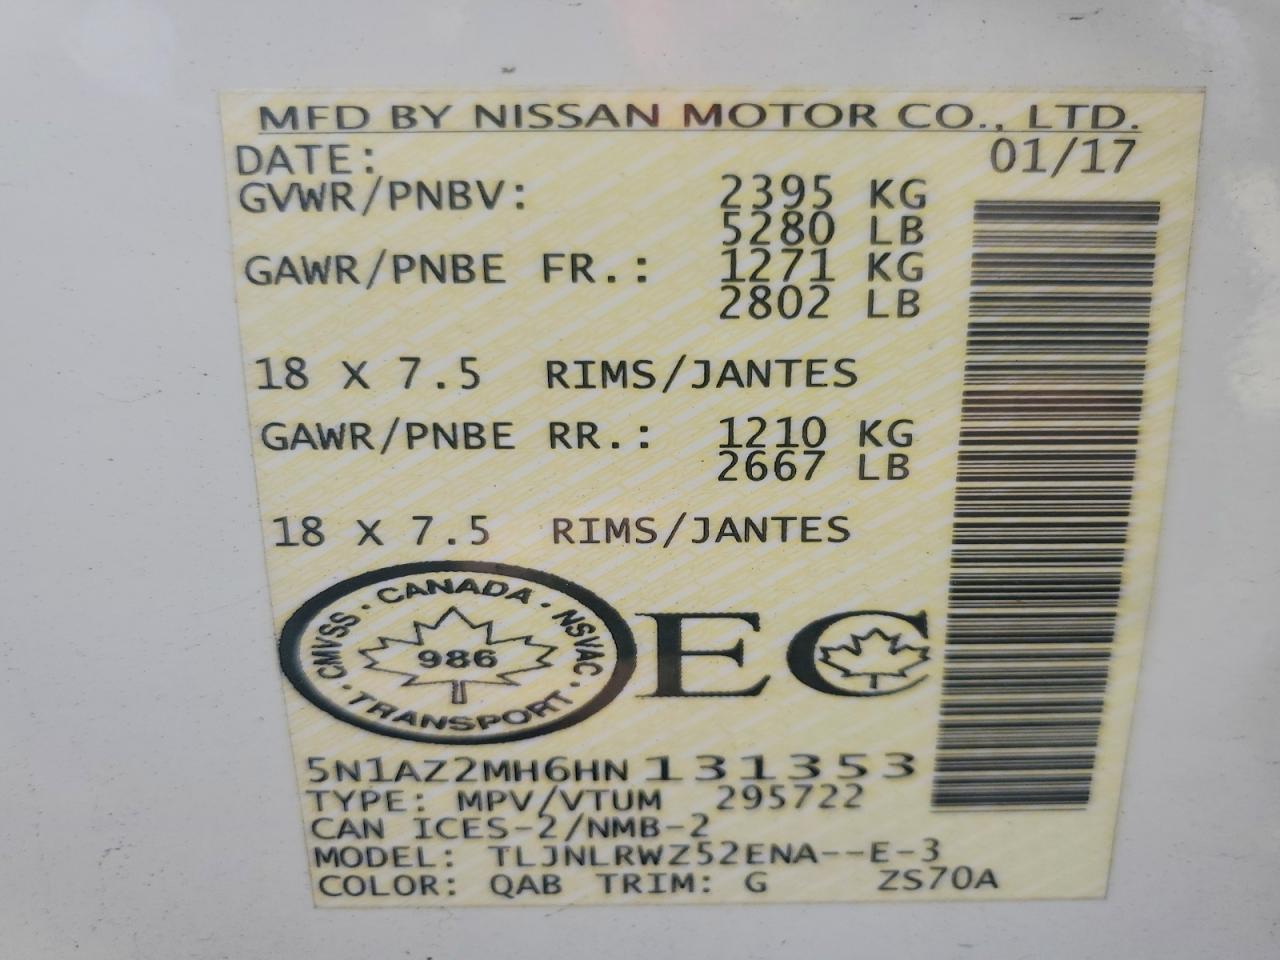 MFD BY NISSAN MOTOR CO., LTD.
DATE: 01/17
GVWR/PNBV: 2395 KG
5280 LB
GAWR/PNBE FR.: 1271 KG
2802 LB
18 X 7.5 RIMS/JANTES
GAWR/PNBE RR.: 1210 KG
2667 LB
18 X 7.5 RIMS/JANTES
CANADA · NSVAC · TRANSPORT · CMVSS ·
986
EC
5N1AZ2MH6HN131353
TYPE: MPV/VTUM 295722
CAN ICES-2/NMB-2
MODEL: TLJNLRWZ52ENA--E-3
COLOR: QAB TRIM: G ZS70A